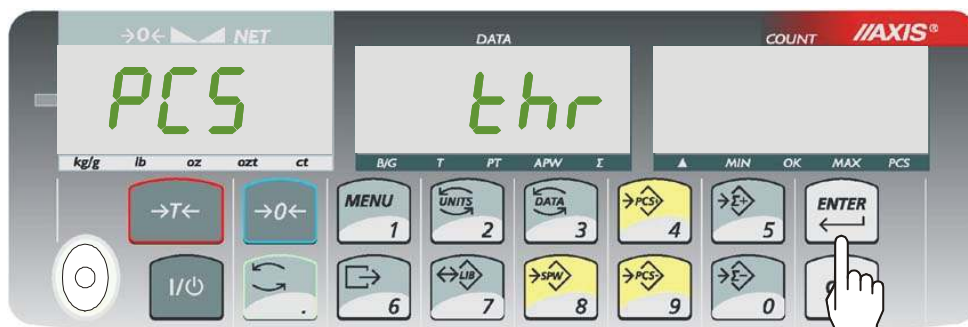 →0← NET DATA COUNT //AXIS®
PCS thr
kg/g lb oz ozt ct B/G T PT APW Σ ▲ MIN OK MAX PCS
→T← →0← MENU 1 UNITS 2 DATA 3 →PCS 4 →Σ+ 5 ENTER
I/⏻ . 6 ↔LIB 7 →SPW 8 →PCS- 9 →Σ- 0